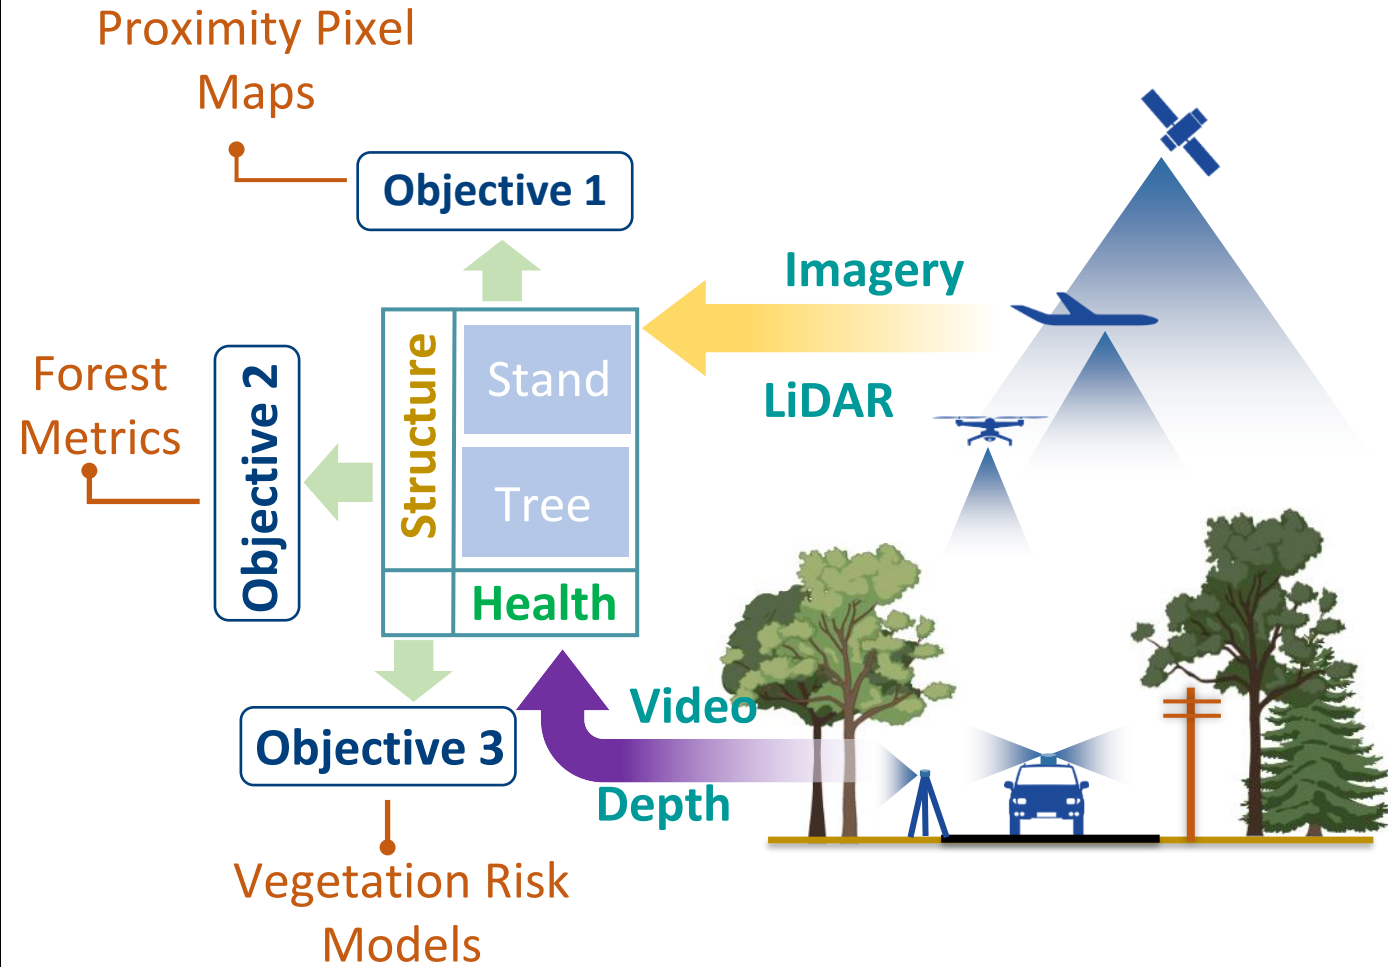 Proximity Pixel
Maps
Objective 1
Imagery
LiDAR
Structure
Stand
Tree
Health
Forest
Metrics
Objective 2
Video
Depth
Objective 3
Vegetation Risk
Models